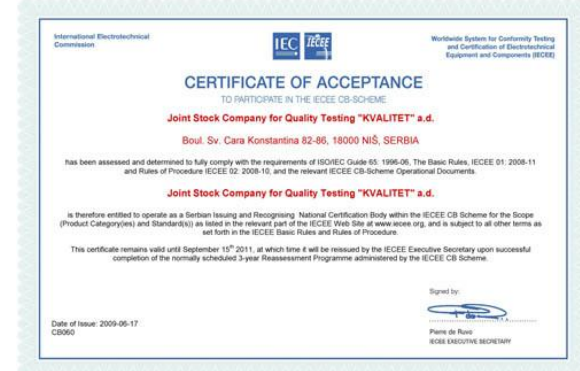 International Electrotechnical
Commission
IEC IECEE
Worldwide System for Conformity Testing
and Certification of Electrotechnical
Equipment and Components (IECEE)
CERTIFICATE OF ACCEPTANCE
TO PARTICIPATE IN THE IECEE CB-SCHEME
Joint Stock Company for Quality Testing "KVALITET" a.d.
Boul. Sv. Cara Konstantina 82-86, 18000 NIŠ, SERBIA
has been assessed and determined to fully comply with the requirements of ISO/IEC Guide 65: 1996-06, The Basic Rules, IECEE 01: 2008-11
and Rules of Procedure IECEE 02: 2008-10, and the relevant IECEE CB-Scheme Operational Documents.
Joint Stock Company for Quality Testing "KVALITET" a.d.
is therefore entitled to operate as a Serbian Issuing and Recognising National Certification Body within the IECEE CB Scheme for the Scope
(Product Category(ies) and Standard(s)) as listed in the relevant part of the IECEE Web Site at www.iecee.org, and is subject to all other terms as
set forth in the IECEE Basic Rules and Rules of Procedure.
This certificate remains valid until September 15th 2011, at which time it will be reissued by the IECEE Executive Secretary upon successful
completion of the normally scheduled 3-year Reassessment Programme administered by the IECEE CB Scheme.
Signed by:
Date of Issue: 2009-06-17
CB060
Pierre de Ruvo
IECEE EXECUTIVE SECRETARY